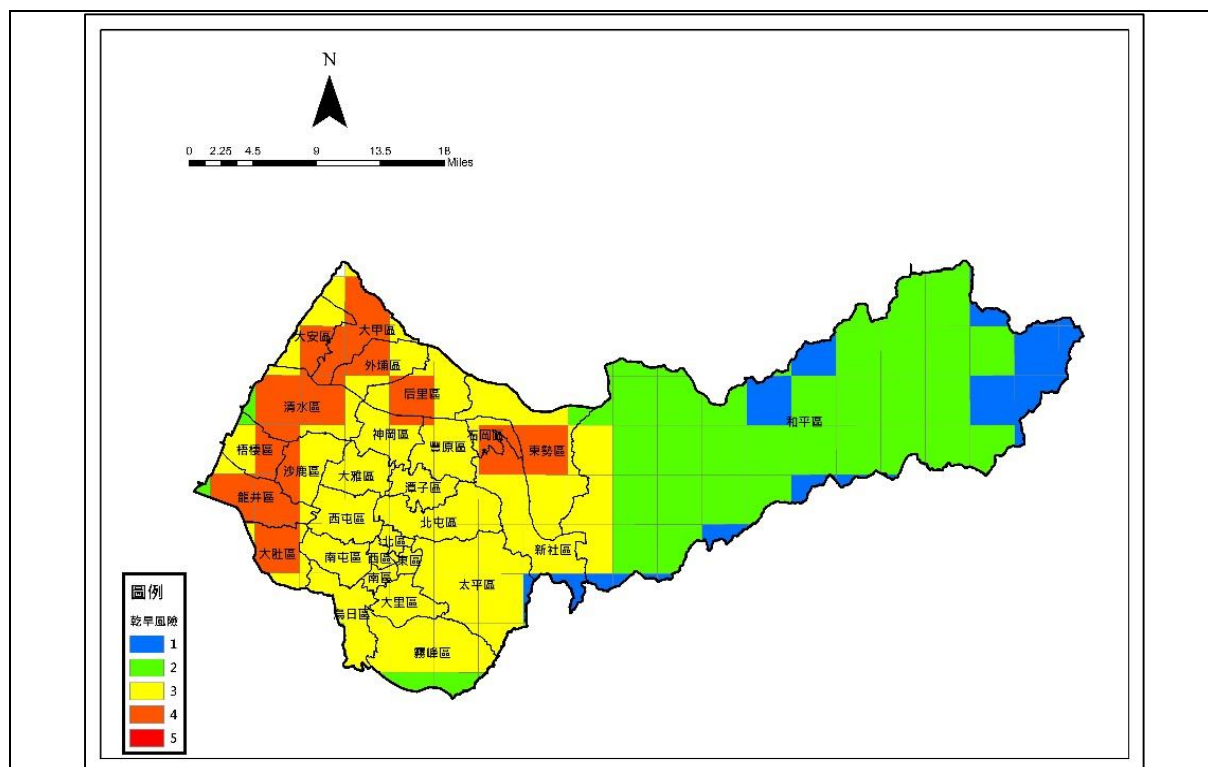 N
0 2.25 4.5 9 13.5 18
Miles
大甲區
大安區
外埔區
后里區
清水區
和平區
神岡區
石岡區
豐原區
東勢區
梧棲區
沙鹿區
大雅區
潭子區
龍井區
西屯區
北屯區
北區
新社區
大肚區
南屯區
西區
東區
南區
太平區
大里區
烏日區
霧峰區
圖例
乾旱風險
1
2
3
4
5